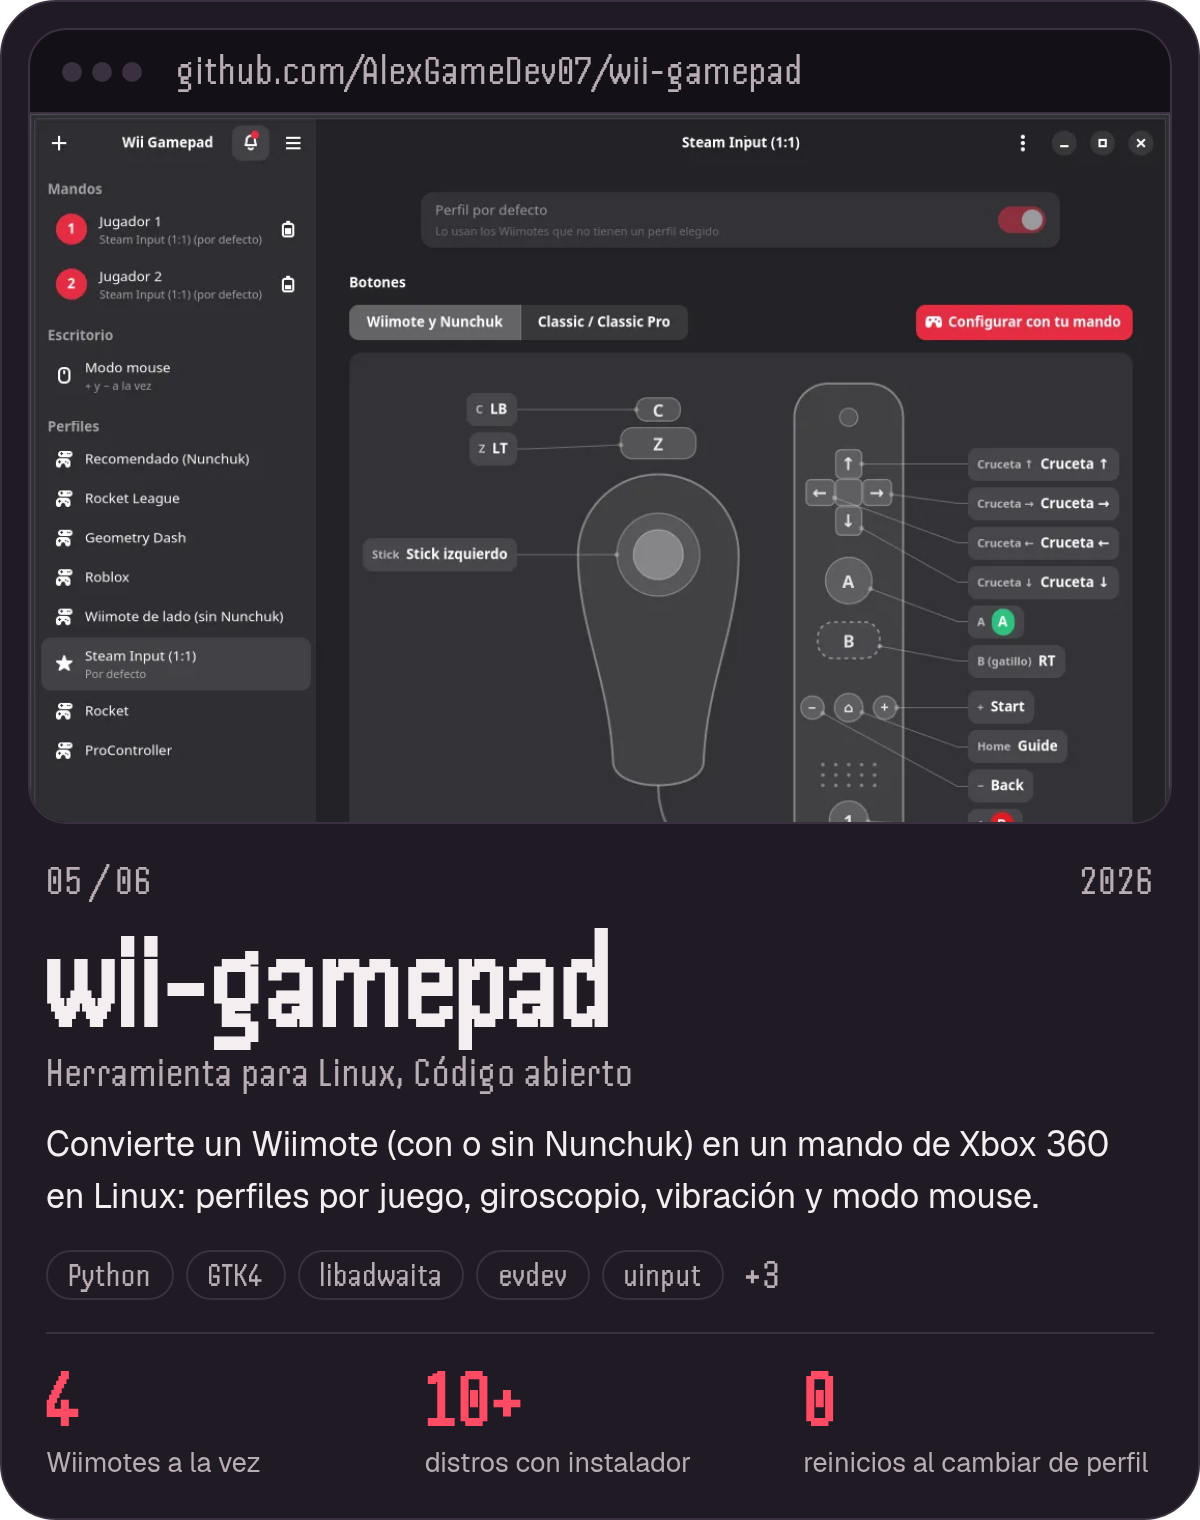 github.com/AlexGameDev07/wii-gamepad
Wii Gamepad
Steam Input (1:1)
Mandos
1
Jugador 1
Steam Input (1:1) (por defecto)
2
Jugador 2
Steam Input (1:1) (por defecto)
Escritorio
Modo mouse
+ y − a la vez
Perfiles
Recomendado (Nunchuk)
Rocket League
Geometry Dash
Roblox
Wiimote de lado (sin Nunchuk)
Steam Input (1:1)
Por defecto
Rocket
ProController
Perfil por defecto
Lo usan los Wiimotes que no tienen un perfil elegido
Botones
Wiimote y Nunchuk
Classic / Classic Pro
Configurar con tu mando
C LB
C
Z LT
Z
Stick Stick izquierdo
↑
← →
↓
A
B
− ⌂ +
1
Cruceta ↑ Cruceta ↑
Cruceta → Cruceta →
Cruceta ← Cruceta ←
Cruceta ↓ Cruceta ↓
A A
B (gatillo) RT
+ Start
Home Guide
− Back
05/06
2026
wii-gamepad
Herramienta para Linux, Código abierto
Convierte un Wiimote (con o sin Nunchuk) en un mando de Xbox 360
en Linux: perfiles por juego, giroscopio, vibración y modo mouse.
Python GTK4 libadwaita evdev uinput +3
4
Wiimotes a la vez
10+
distros con instalador
0
reinicios al cambiar de perfil